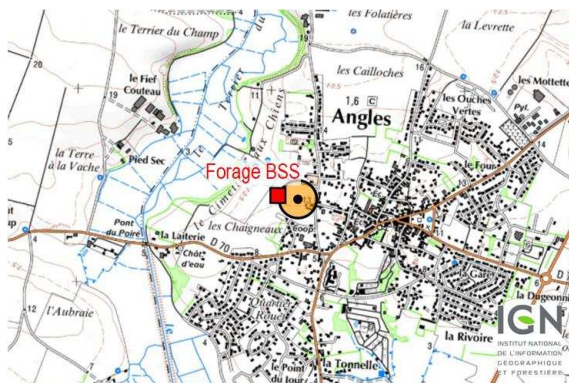 le Terrier du Champ
les Folatières
la Levrette
le Fief
Couteau
les Cailloches
1,6 C
Angles
les Ouches
Vertes
les Mottettes
Pyl.
la Terre
à la Vache
Pied Sec
le Four
Forage BSS
Pont
du Poiré
la Laiterie
les Chaigneaux
D 70
Coop
Chât
d'eau
Quartier
Rouet
la Gare
la Dugeonni
l'Aubraie
la Rivoire
le Point
du Jour
la Tonnelle
IGN
INSTITUT NATIONAL
DE L'INFORMATION
GÉOGRAPHIQUE
ET FORESTIÈRE